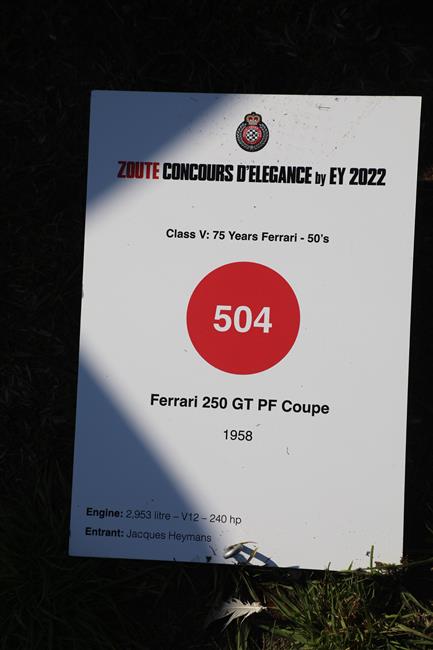 ZOUTE CONCOURS D'ELEGANCE by EY 2022
Class V: 75 Years Ferrari - 50's
504
Ferrari 250 GT PF Coupe
1958
Engine: 2,953 litre – V12 – 240 hp
Entrant: Jacques Heymans